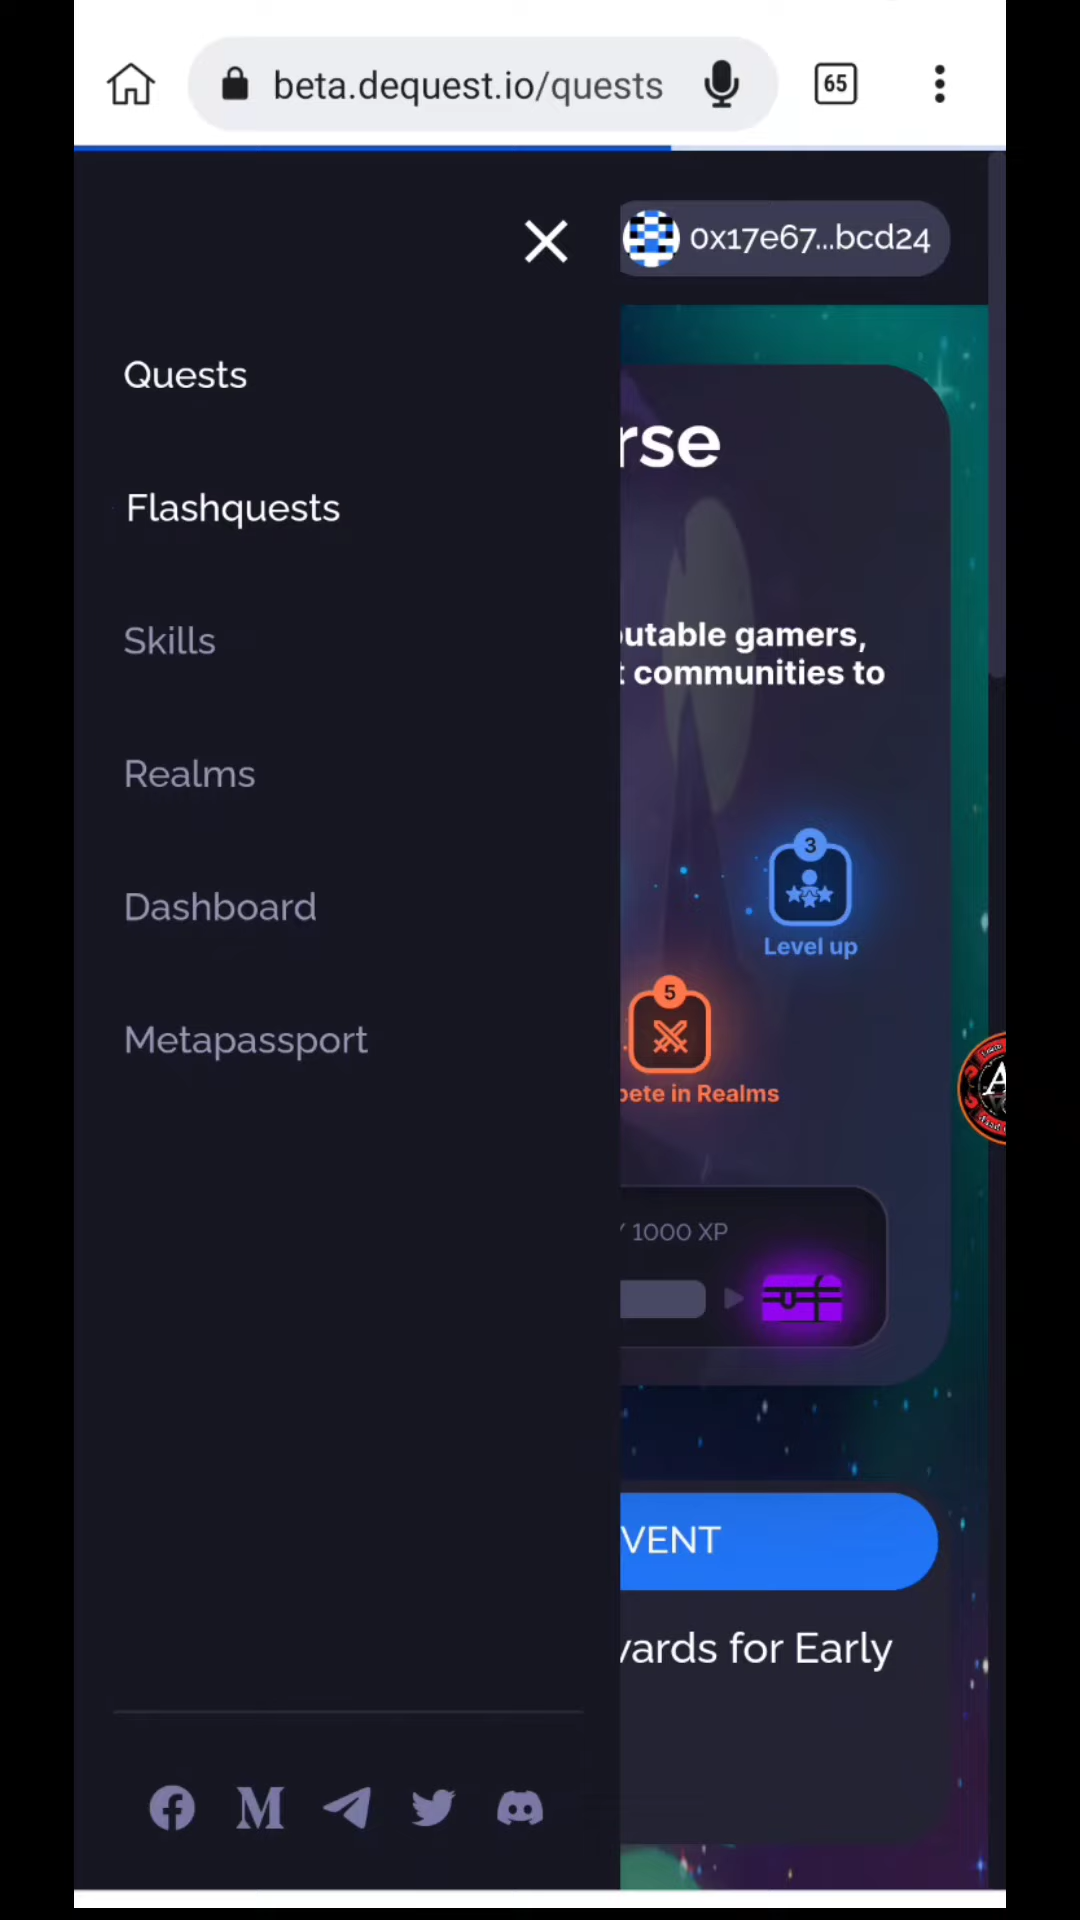 beta.dequest.io/quests
65
0x17e67...bcd24
Quests
Flashquests
Skills
Realms
Dashboard
Metapassport
rse
utable gamers,
communities to
3
Level up
5
pete in Realms
/ 1000 XP
VENT
wards for Early